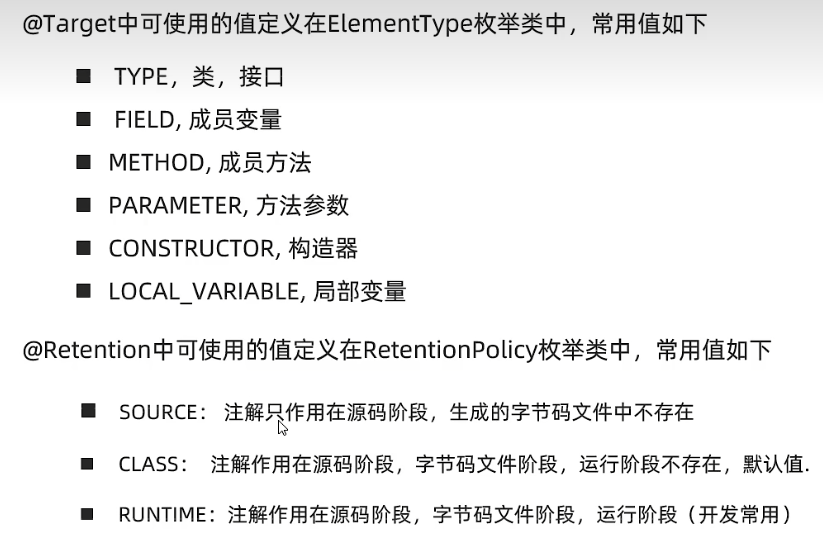 @Target中可使用的值定义在ElementType枚举类中，常用值如下
■ TYPE，类，接口
■ FIELD, 成员变量
■ METHOD, 成员方法
■ PARAMETER, 方法参数
■ CONSTRUCTOR, 构造器
■ LOCAL_VARIABLE, 局部变量
@Retention中可使用的值定义在RetentionPolicy枚举类中，常用值如下
■ SOURCE： 注解只作用在源码阶段，生成的字节码文件中不存在
■ CLASS： 注解作用在源码阶段，字节码文件阶段，运行阶段不存在，默认值.
■ RUNTIME：注解作用在源码阶段，字节码文件阶段，运行阶段（开发常用）